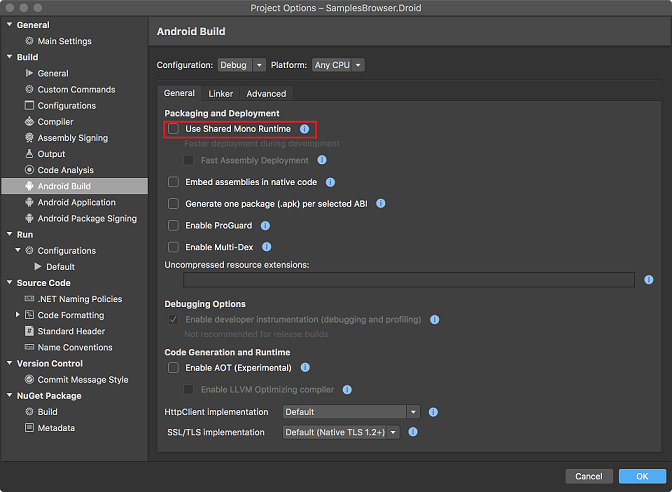 Project Options – SamplesBrowser.Droid
General
Main Settings
Build
General
Custom Commands
Configurations
Compiler
Assembly Signing
Output
Code Analysis
Android Build
Android Application
Android Package Signing
Run
Configurations
Default
Source Code
.NET Naming Policies
Code Formatting
Standard Header
Name Conventions
Version Control
Commit Message Style
NuGet Package
Build
Metadata
Android Build
Configuration: Debug Platform: Any CPU
General Linker Advanced
Packaging and Deployment
Use Shared Mono Runtime
Faster deployment during development
Fast Assembly Deployment
Embed assemblies in native code
Generate one package (.apk) per selected ABI
Enable ProGuard
Enable Multi-Dex
Uncompressed resource extensions:
Debugging Options
Enable developer instrumentation (debugging and profiling)
Not recommended for release builds
Code Generation and Runtime
Enable AOT (Experimental)
Enable LLVM Optimizing compiler
HttpClient implementation Default
SSL/TLS implementation Default (Native TLS 1.2+)
Cancel OK